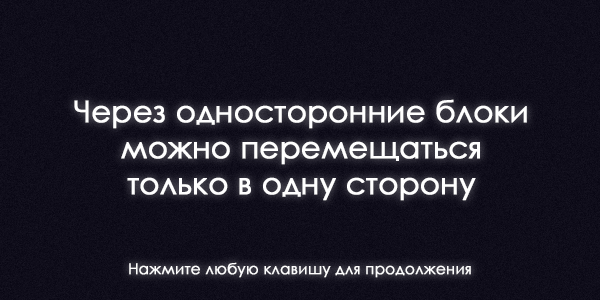 Через односторонние блоки
можно перемещаться
только в одну сторону
Нажмите любую клавишу для продолжения